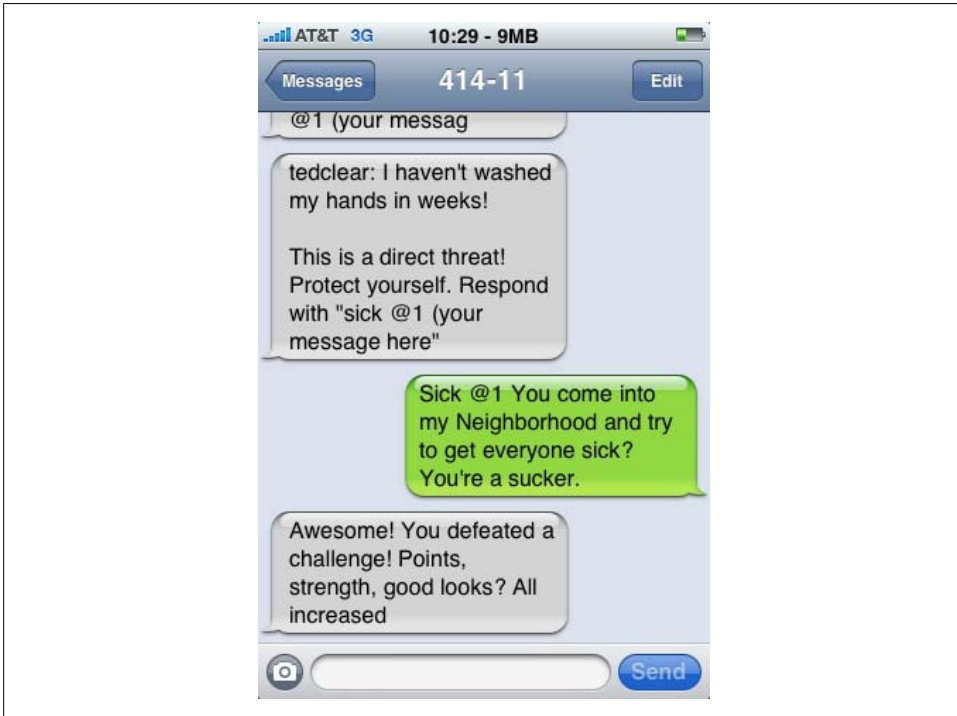 AT&T 3G 10:29 - 9MB
Messages 414-11 Edit
@1 (your messag
tedclear: I haven't washed
my hands in weeks!
This is a direct threat!
Protect yourself. Respond
with "sick @1 (your
message here"
Sick @1 You come into
my Neighborhood and try
to get everyone sick?
You're a sucker.
Awesome! You defeated a
challenge! Points,
strength, good looks? All
increased
Send